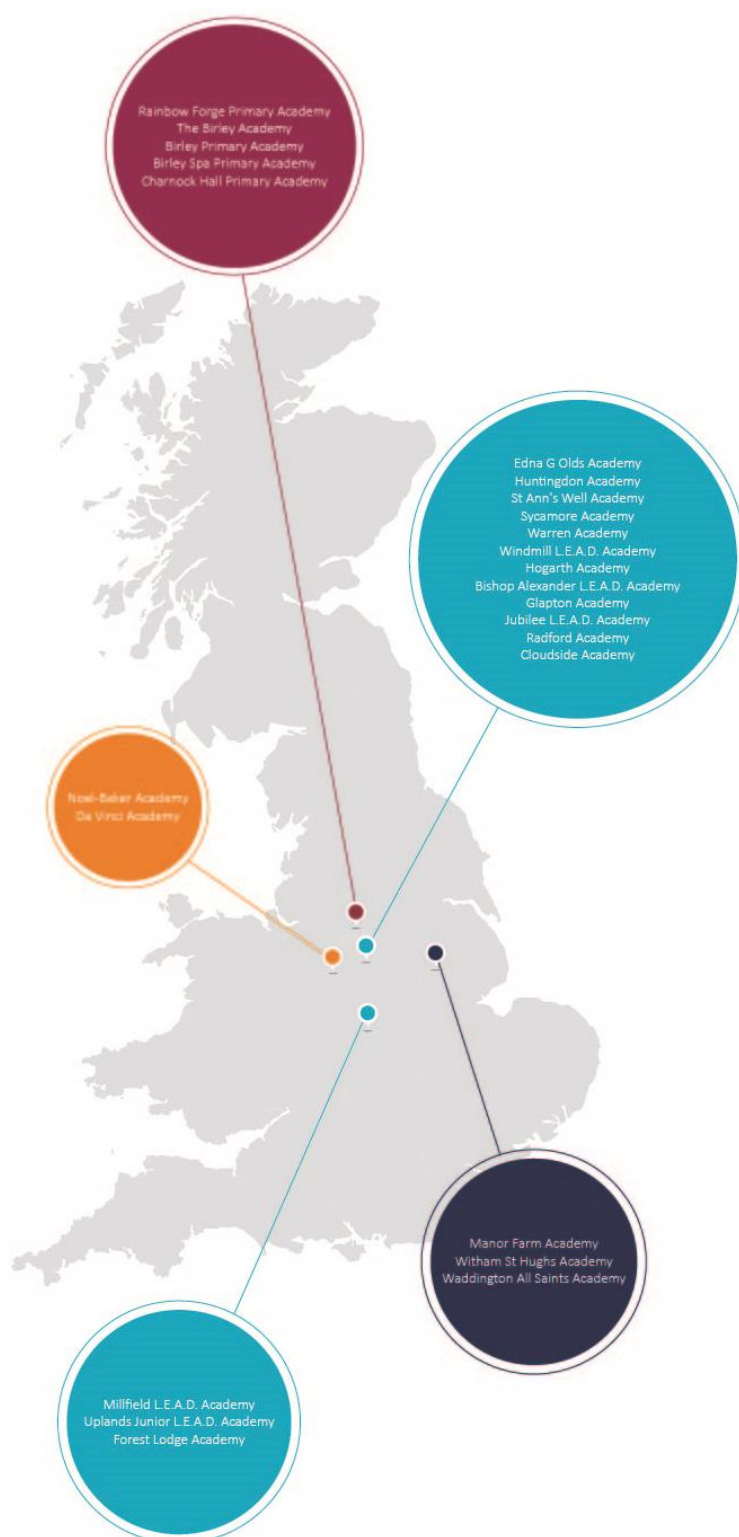 Rainbow Forge Primary Academy
The Birley Academy
Birley Primary Academy
Birley Spa Primary Academy
Charnock Hall Primary Academy
Edna G Olds Academy
Huntingdon Academy
St Ann's Well Academy
Sycamore Academy
Warren Academy
Windmill L.E.A.D. Academy
Hogarth Academy
Bishop Alexander L.E.A.D. Academy
Glapton Academy
Jubilee L.E.A.D. Academy
Radford Academy
Cloudside Academy
Noel-Baker Academy
Da Vinci Academy
Manor Farm Academy
Witham St Hughs Academy
Waddington All Saints Academy
Millfield L.E.A.D. Academy
Uplands Junior L.E.A.D. Academy
Forest Lodge Academy